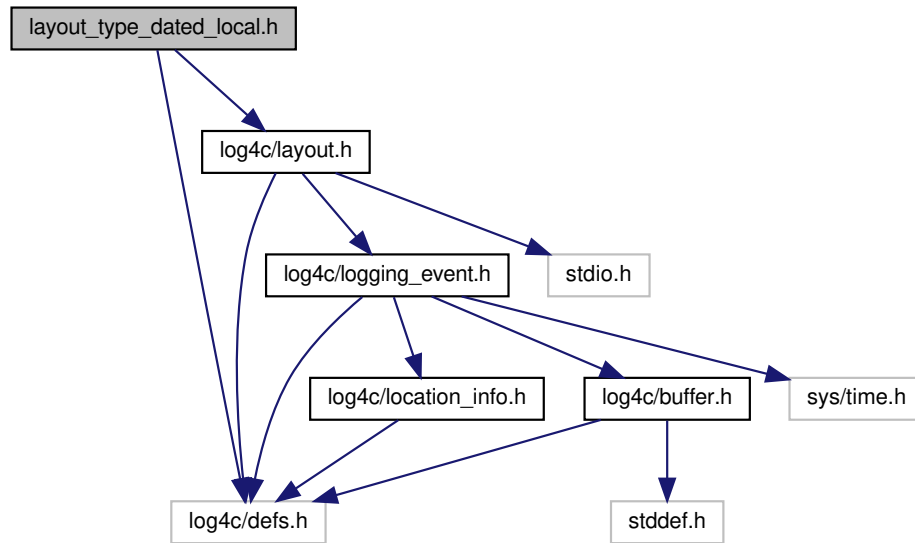 layout_type_dated_local.h
log4c/layout.h
log4c/logging_event.h
stdio.h
log4c/location_info.h
log4c/buffer.h
sys/time.h
log4c/defs.h
stddef.h